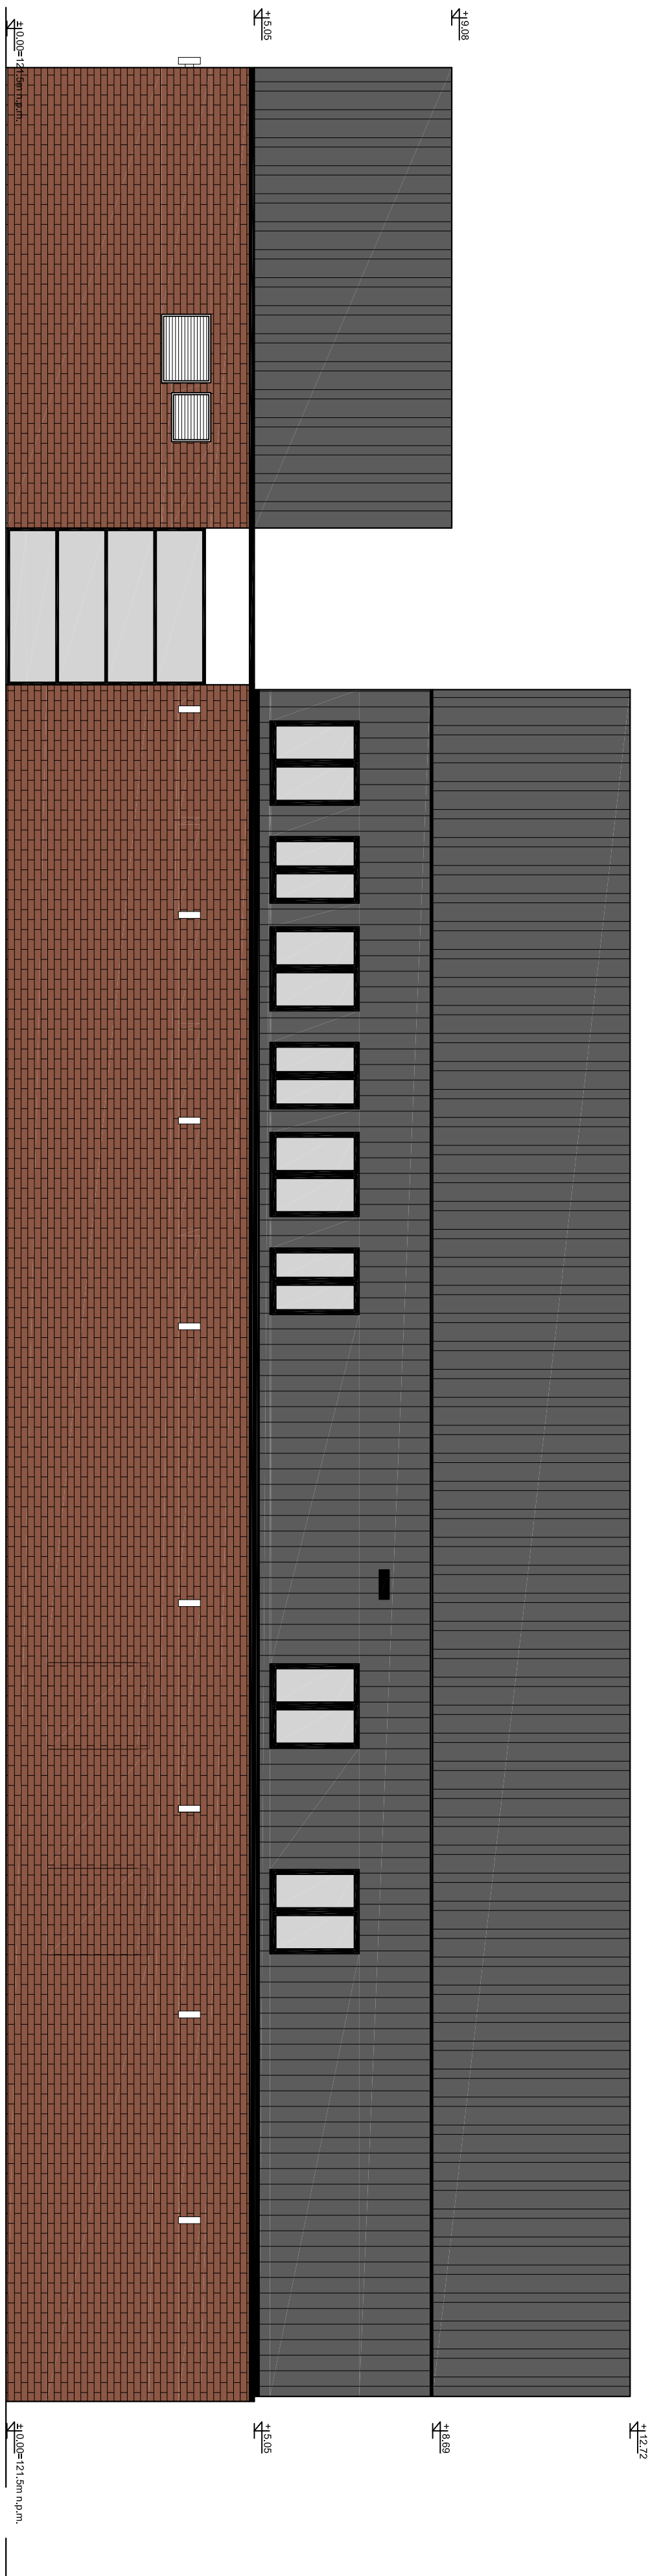 ± 0.00=121.5m n.p.m.
+ 5.05
+ 9.08
± 0.00=121.5m n.p.m.
+ 5.05
+ 8.69
+ 12.72